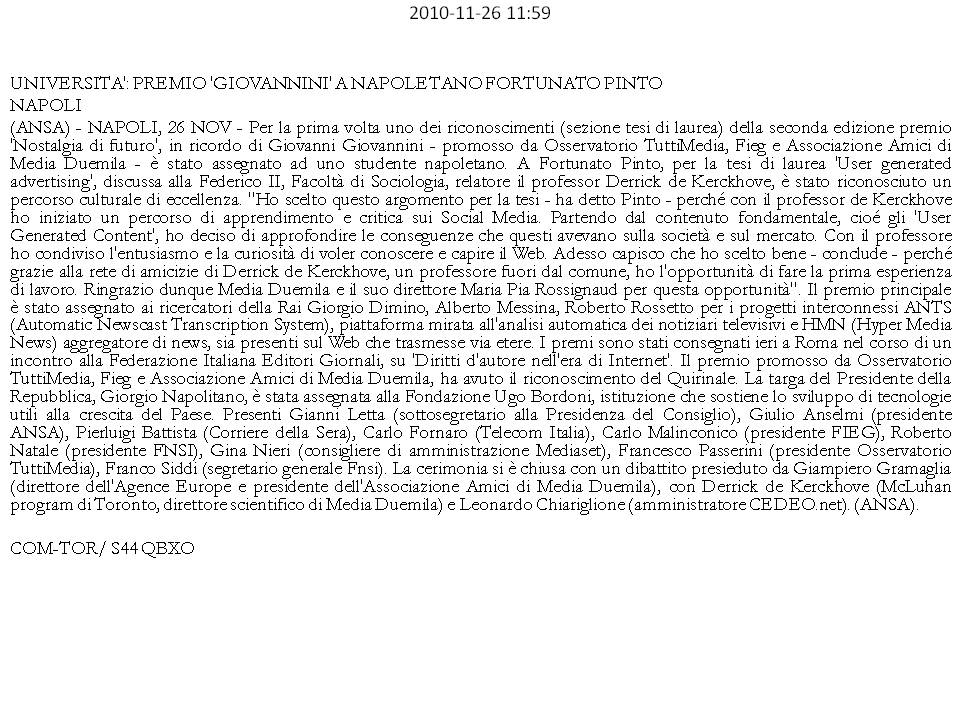 2010-11-26 11:59
UNIVERSITA': PREMIO 'GIOVANNINI' A NAPOLETANO FORTUNATO PINTO
NAPOLI
(ANSA) - NAPOLI, 26 NOV - Per la prima volta uno dei riconoscimenti (sezione tesi di laurea) della seconda edizione premio
'Nostalgia di futuro', in ricordo di Giovanni Giovannini - promosso da Osservatorio TuttiMedia, Fieg e Associazione Amici di
Media Duemila - è stato assegnato ad uno studente napoletano. A Fortunato Pinto, per la tesi di laurea 'User generated
advertising', discussa alla Federico II, Facoltà di Sociologia, relatore il professor Derrick de Kerckhove, è stato riconosciuto un
percorso culturale di eccellenza. "Ho scelto questo argomento per la tesi - ha detto Pinto - perché con il professor de Kerckhove
ho iniziato un percorso di apprendimento e critica sui Social Media. Partendo dal contenuto fondamentale, cioé gli 'User
Generated Content', ho deciso di approfondire le conseguenze che questi avevano sulla società e sul mercato. Con il professore
ho condiviso l'entusiasmo e la curiosità di voler conoscere e capire il Web. Adesso capisco che ho scelto bene - conclude - perché
grazie alla rete di amicizie di Derrick de Kerckhove, un professore fuori dal comune, ho l'opportunità di fare la prima esperienza
di lavoro. Ringrazio dunque Media Duemila e il suo direttore Maria Pia Rossignaud per questa opportunità". Il premio principale
è stato assegnato ai ricercatori della Rai Giorgio Dimino, Alberto Messina, Roberto Rossetto per i progetti interconnessi ANTS
(Automatic Newscast Transcription System), piattaforma mirata all'analisi automatica dei notiziari televisivi e HMN (Hyper Media
News) aggregatore di news, sia presenti sul Web che trasmesse via etere. I premi sono stati consegnati ieri a Roma nel corso di un
incontro alla Federazione Italiana Editori Giornali, su 'Diritti d'autore nell'era di Internet'. Il premio promosso da Osservatorio
TuttiMedia, Fieg e Associazione Amici di Media Duemila, ha avuto il riconoscimento del Quirinale. La targa del Presidente della
Repubblica, Giorgio Napolitano, è stata assegnata alla Fondazione Ugo Bordoni, istituzione che sostiene lo sviluppo di tecnologie
utili alla crescita del Paese. Presenti Gianni Letta (sottosegretario alla Presidenza del Consiglio), Giulio Anselmi (presidente
ANSA), Pierluigi Battista (Corriere della Sera), Carlo Fornaro (Telecom Italia), Carlo Malinconico (presidente FIEG), Roberto
Natale (presidente FNSI), Gina Nieri (consigliere di amministrazione Mediaset), Francesco Passerini (presidente Osservatorio
TuttiMedia), Franco Siddi (segretario generale Fnsi). La cerimonia si è chiusa con un dibattito presieduto da Giampiero Gramaglia
(direttore dell'Agence Europe e presidente dell'Associazione Amici di Media Duemila), con Derrick de Kerckhove (McLuhan
program di Toronto, direttore scientifico di Media Duemila) e Leonardo Chiariglione (amministratore CEDEO.net). (ANSA).
COM-TOR/ S44 QBXO